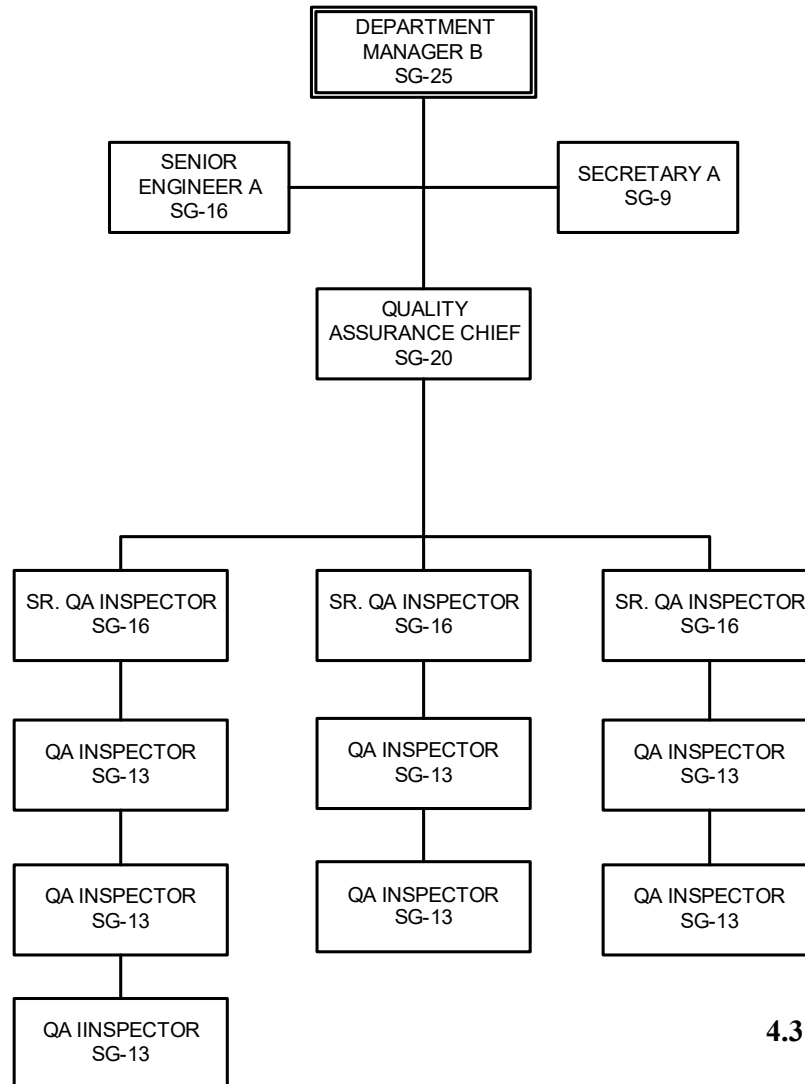 DEPARTMENT
MANAGER B
SG-25
SENIOR
ENGINEER A
SG-16
SECRETARY A
SG-9
QUALITY
ASSURANCE CHIEF
SG-20
SR. QA INSPECTOR
SG-16
SR. QA INSPECTOR
SG-16
SR. QA INSPECTOR
SG-16
QA INSPECTOR
SG-13
QA INSPECTOR
SG-13
QA INSPECTOR
SG-13
QA INSPECTOR
SG-13
QA INSPECTOR
SG-13
QA INSPECTOR
SG-13
QA IINSPECTOR
SG-13
4.3